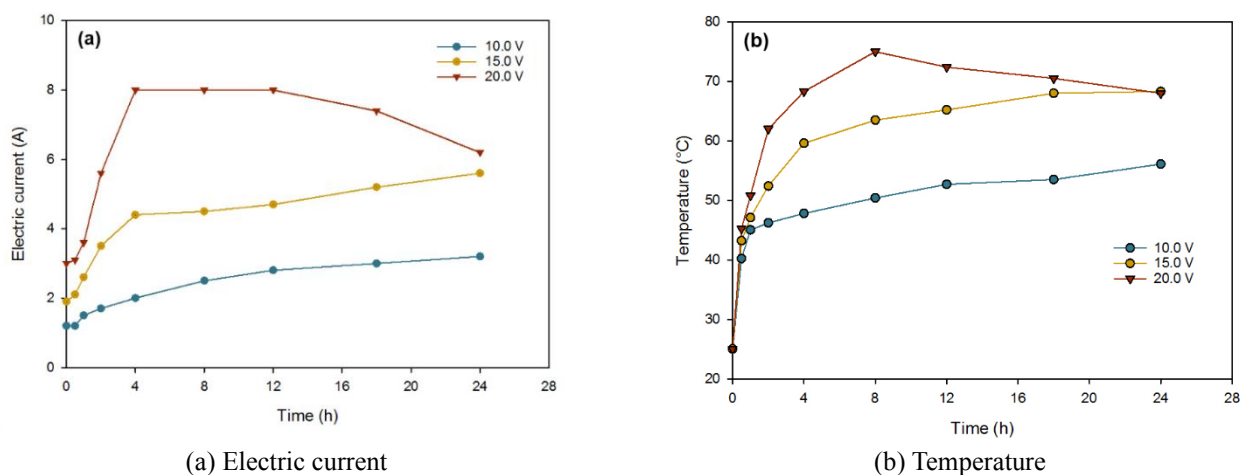 (a)
10.0 V
15.0 V
20.0 V
Electric current (A)
10
8
6
4
2
0
0 4 8 12 16 20 24 28
Time (h)
(a) Electric current
(b)
10.0 V
15.0 V
20.0 V
Temperature (°C)
80
70
60
50
40
30
20
0 4 8 12 16 20 24 28
Time (h)
(b) Temperature